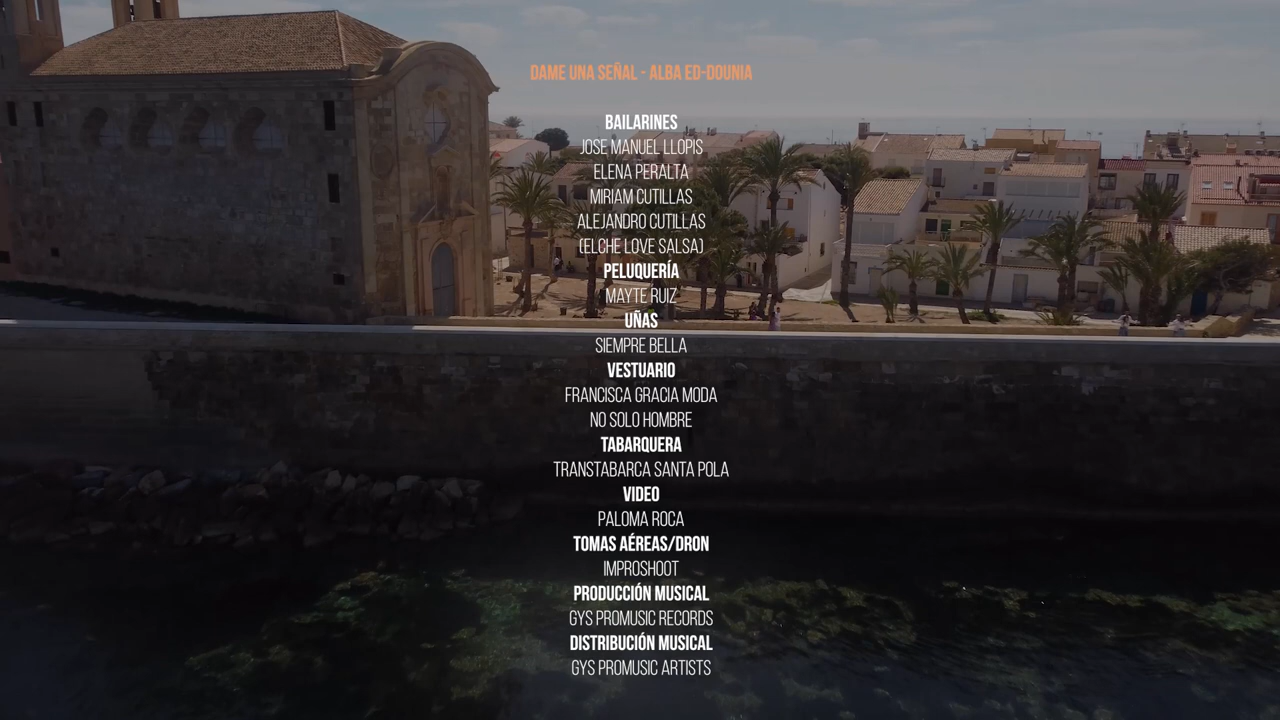 DAME UNA SEÑAL - ALBA ED-DOUNIA
BAILARINES
JOSE MANUEL LLOPIS
ELENA PERALTA
MIRIAM CUTILLAS
ALEJANDRO CUTILLAS
(ELCHE LOVE SALSA)
PELUQUERÍA
MAYTE RUIZ
UÑAS
SIEMPRE BELLA
VESTUARIO
FRANCISCA GRACIA MODA
NO SOLO HOMBRE
TABARQUERA
TRANSTABARCA SANTA POLA
VIDEO
PALOMA ROCA
TOMAS AÉREAS/DRON
IMPROSHOOT
PRODUCCIÓN MUSICAL
GYS PROMUSIC RECORDS
DISTRIBUCIÓN MUSICAL
GYS PROMUSIC ARTISTS